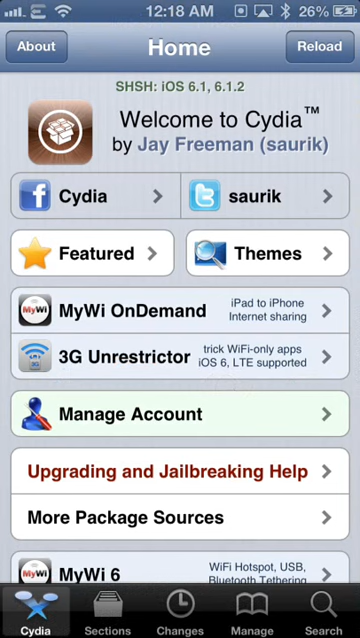 12:18 AM 26%
About Home Reload
SHSH: iOS 6.1, 6.1.2
Welcome to Cydia™
by Jay Freeman (saurik)
Cydia saurik
Featured Themes
MyWi OnDemand iPad to iPhone
Internet sharing
3G Unrestrictor trick WiFi-only apps
iOS 6, LTE supported
Manage Account
Upgrading and Jailbreaking Help
More Package Sources
MyWi 6 WiFi Hotspot, USB,
Bluetooth Tethering
Cydia Sections Changes Manage Search